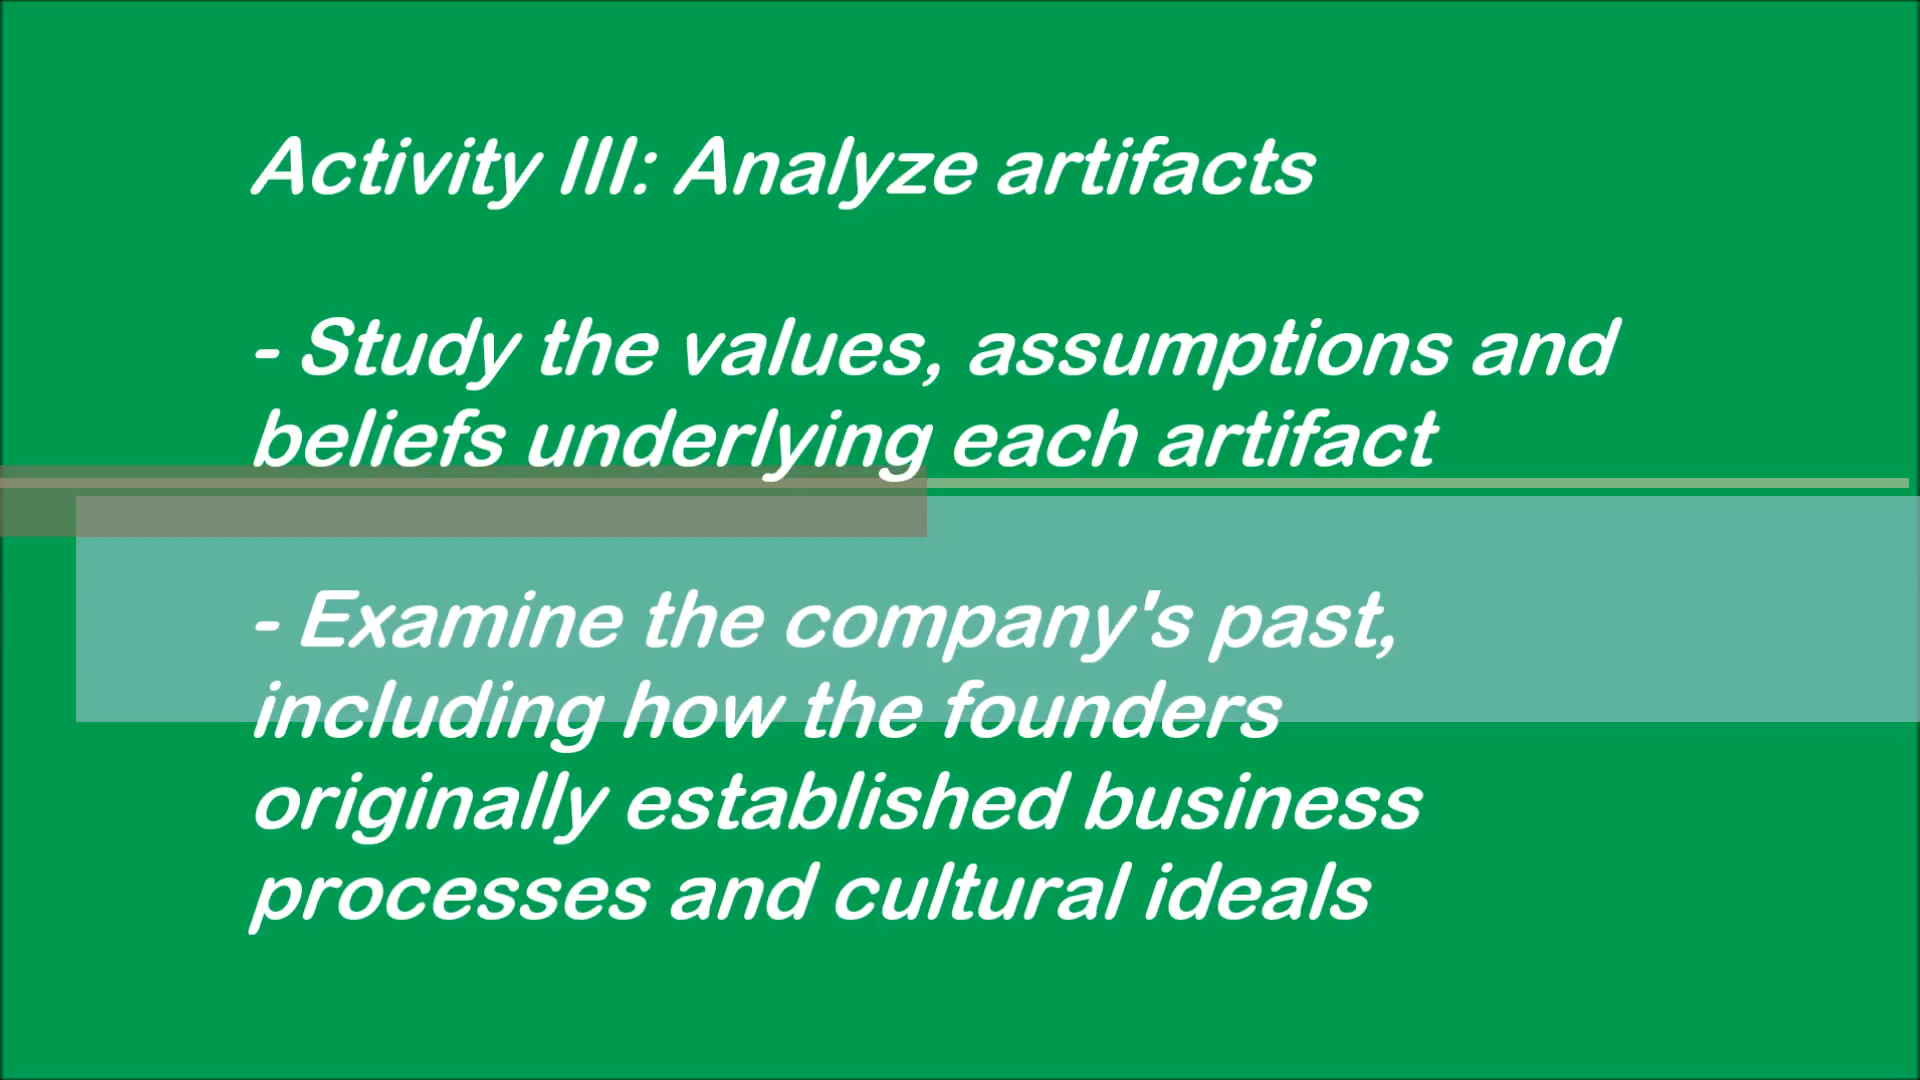 Activity III: Analyze artifacts
- Study the values, assumptions and
beliefs underlying each artifact
- Examine the company's past,
including how the founders
originally established business
processes and cultural ideals